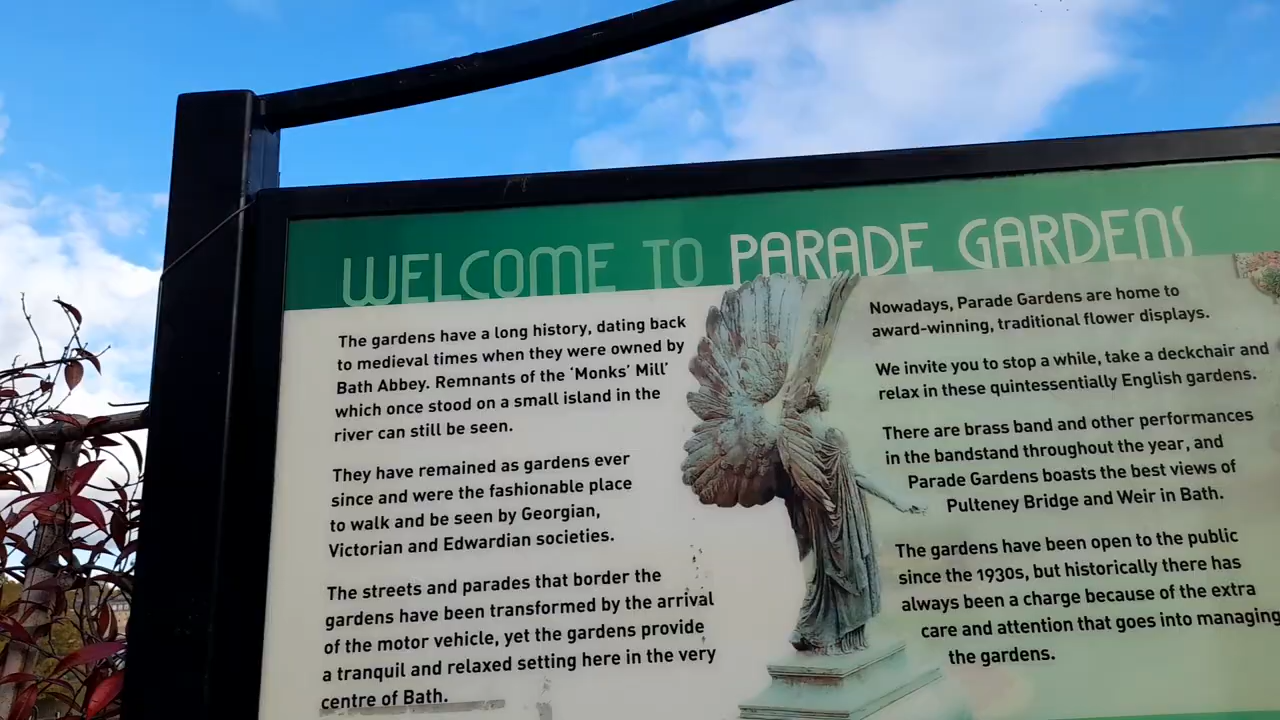 WELCOME TO PARADE GARDENS
The gardens have a long history, dating back
to medieval times when they were owned by
Bath Abbey. Remnants of the 'Monks' Mill'
which once stood on a small island in the
river can still be seen.
They have remained as gardens ever
since and were the fashionable place
to walk and be seen by Georgian,
Victorian and Edwardian societies.
The streets and parades that border the
gardens have been transformed by the arrival
of the motor vehicle, yet the gardens provide
a tranquil and relaxed setting here in the very
centre of Bath.
Nowadays, Parade Gardens are home to
award-winning, traditional flower displays.
We invite you to stop a while, take a deckchair and
relax in these quintessentially English gardens.
There are brass band and other performances
in the bandstand throughout the year, and
Parade Gardens boasts the best views of
Pulteney Bridge and Weir in Bath.
The gardens have been open to the public
since the 1930s, but historically there has
always been a charge because of the extra
care and attention that goes into managing
the gardens.